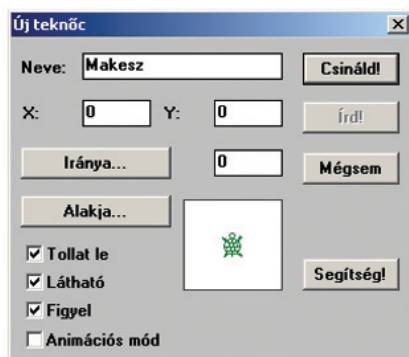 Új teknőc
Neve: Makesz Csináld!
X: 0 Y: 0 Írd!
Iránya... 0 Mégsem
Alakja...
Tollat le
Látható Segítség!
Figyel
Animációs mód